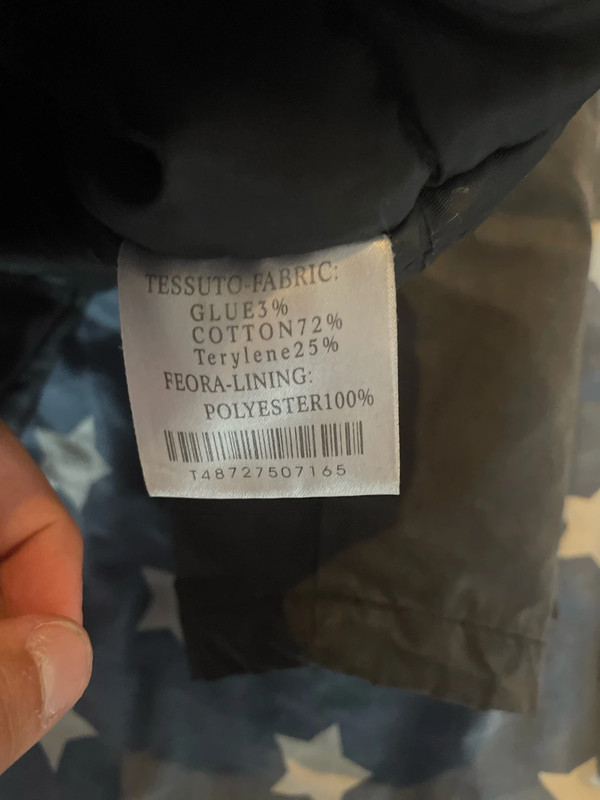 TESSUTO-FABRIC:
GLUE3%
COTTON72%
Terylene25%
FEORA-LINING:
POLYESTER100%
T48727507165